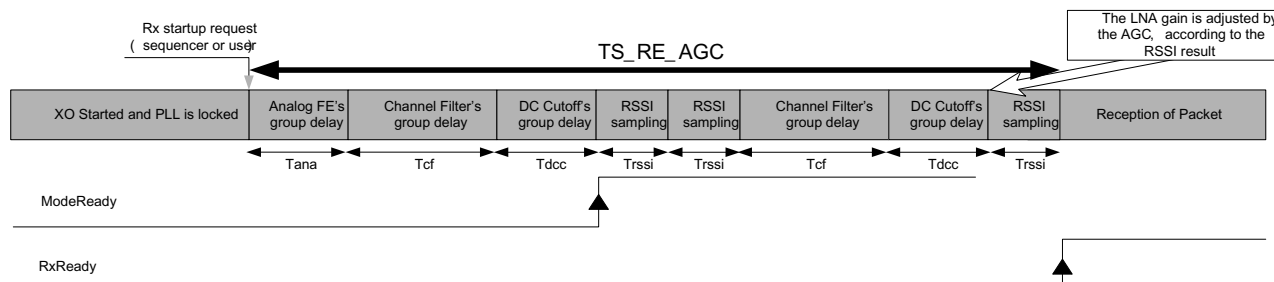 Rx startup request
( sequencer or user)
TS_RE_AGC
The LNA gain is adjusted by
the AGC, according to the
RSSI result
XO Started and PLL is locked
Analog FE's
group delay
Channel Filter's
group delay
DC Cutoff's
group delay
RSSI
sampling
RSSI
sampling
Channel Filter's
group delay
DC Cutoff's
group delay
RSSI
sampling
Reception of Packet
Tana
Tcf
Tdcc
Trssi
Trssi
Tcf
Tdcc
Trssi
ModeReady
RxReady